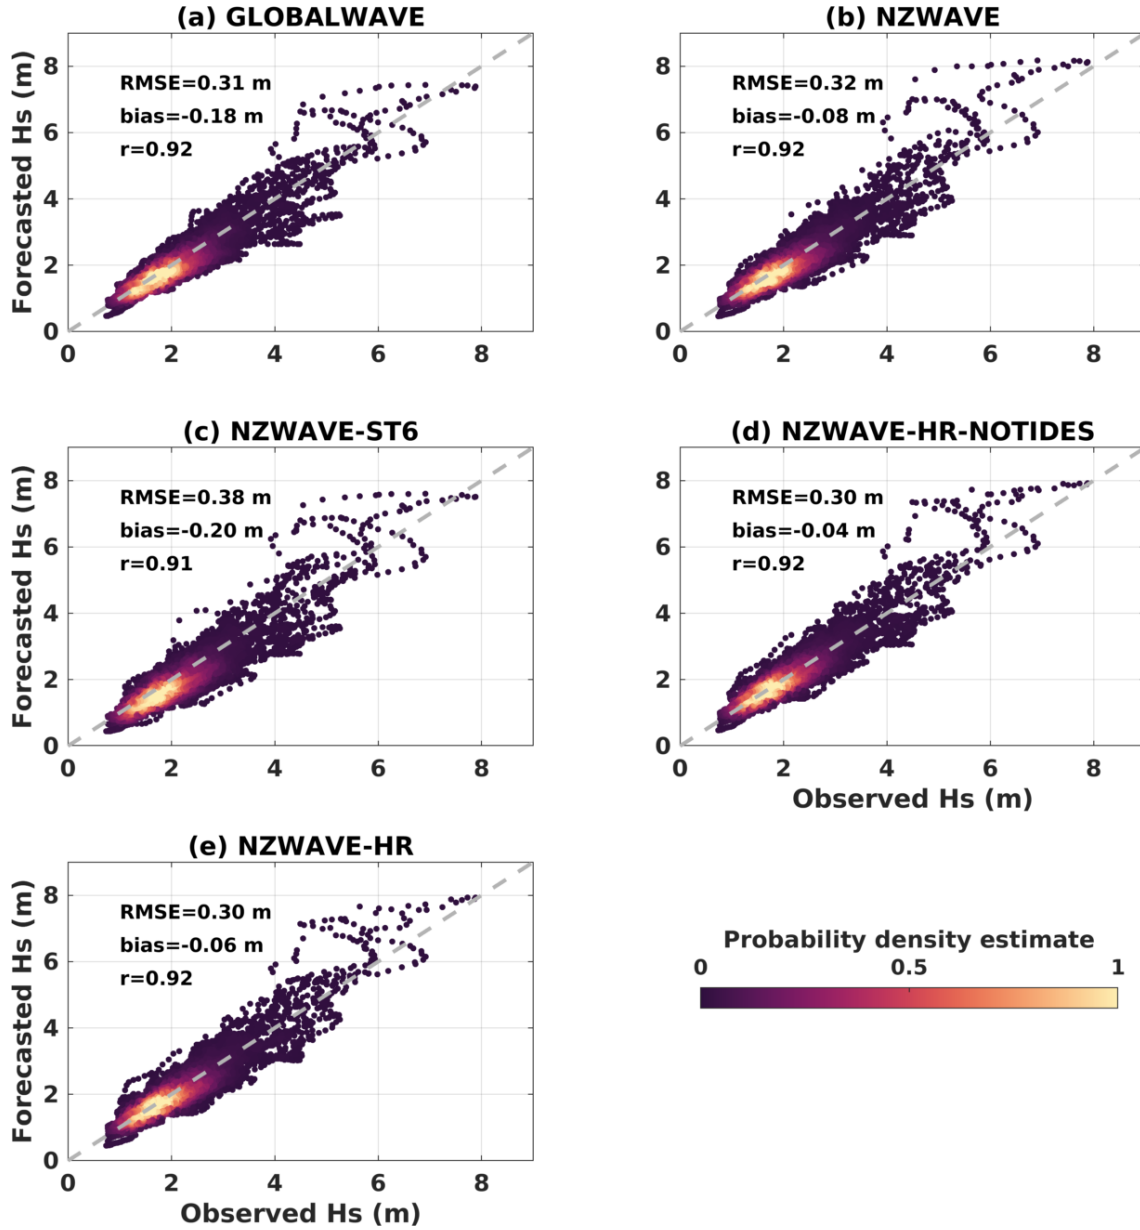 (a) GLOBALWAVE
Forecasted Hs (m)
8
6
4
2
0
RMSE=0.31 m
bias=-0.18 m
r=0.92
0 2 4 6 8
(b) NZWAVE
8
6
4
2
0
RMSE=0.32 m
bias=-0.08 m
r=0.92
0 2 4 6 8
(c) NZWAVE-ST6
Forecasted Hs (m)
8
6
4
2
0
RMSE=0.38 m
bias=-0.20 m
r=0.91
0 2 4 6 8
(d) NZWAVE-HR-NOTIDES
8
6
4
2
0
RMSE=0.30 m
bias=-0.04 m
r=0.92
0 2 4 6 8
Observed Hs (m)
(e) NZWAVE-HR
Forecasted Hs (m)
8
6
4
2
0
RMSE=0.30 m
bias=-0.06 m
r=0.92
0 2 4 6 8
Observed Hs (m)
Probability density estimate
0 0.5 1